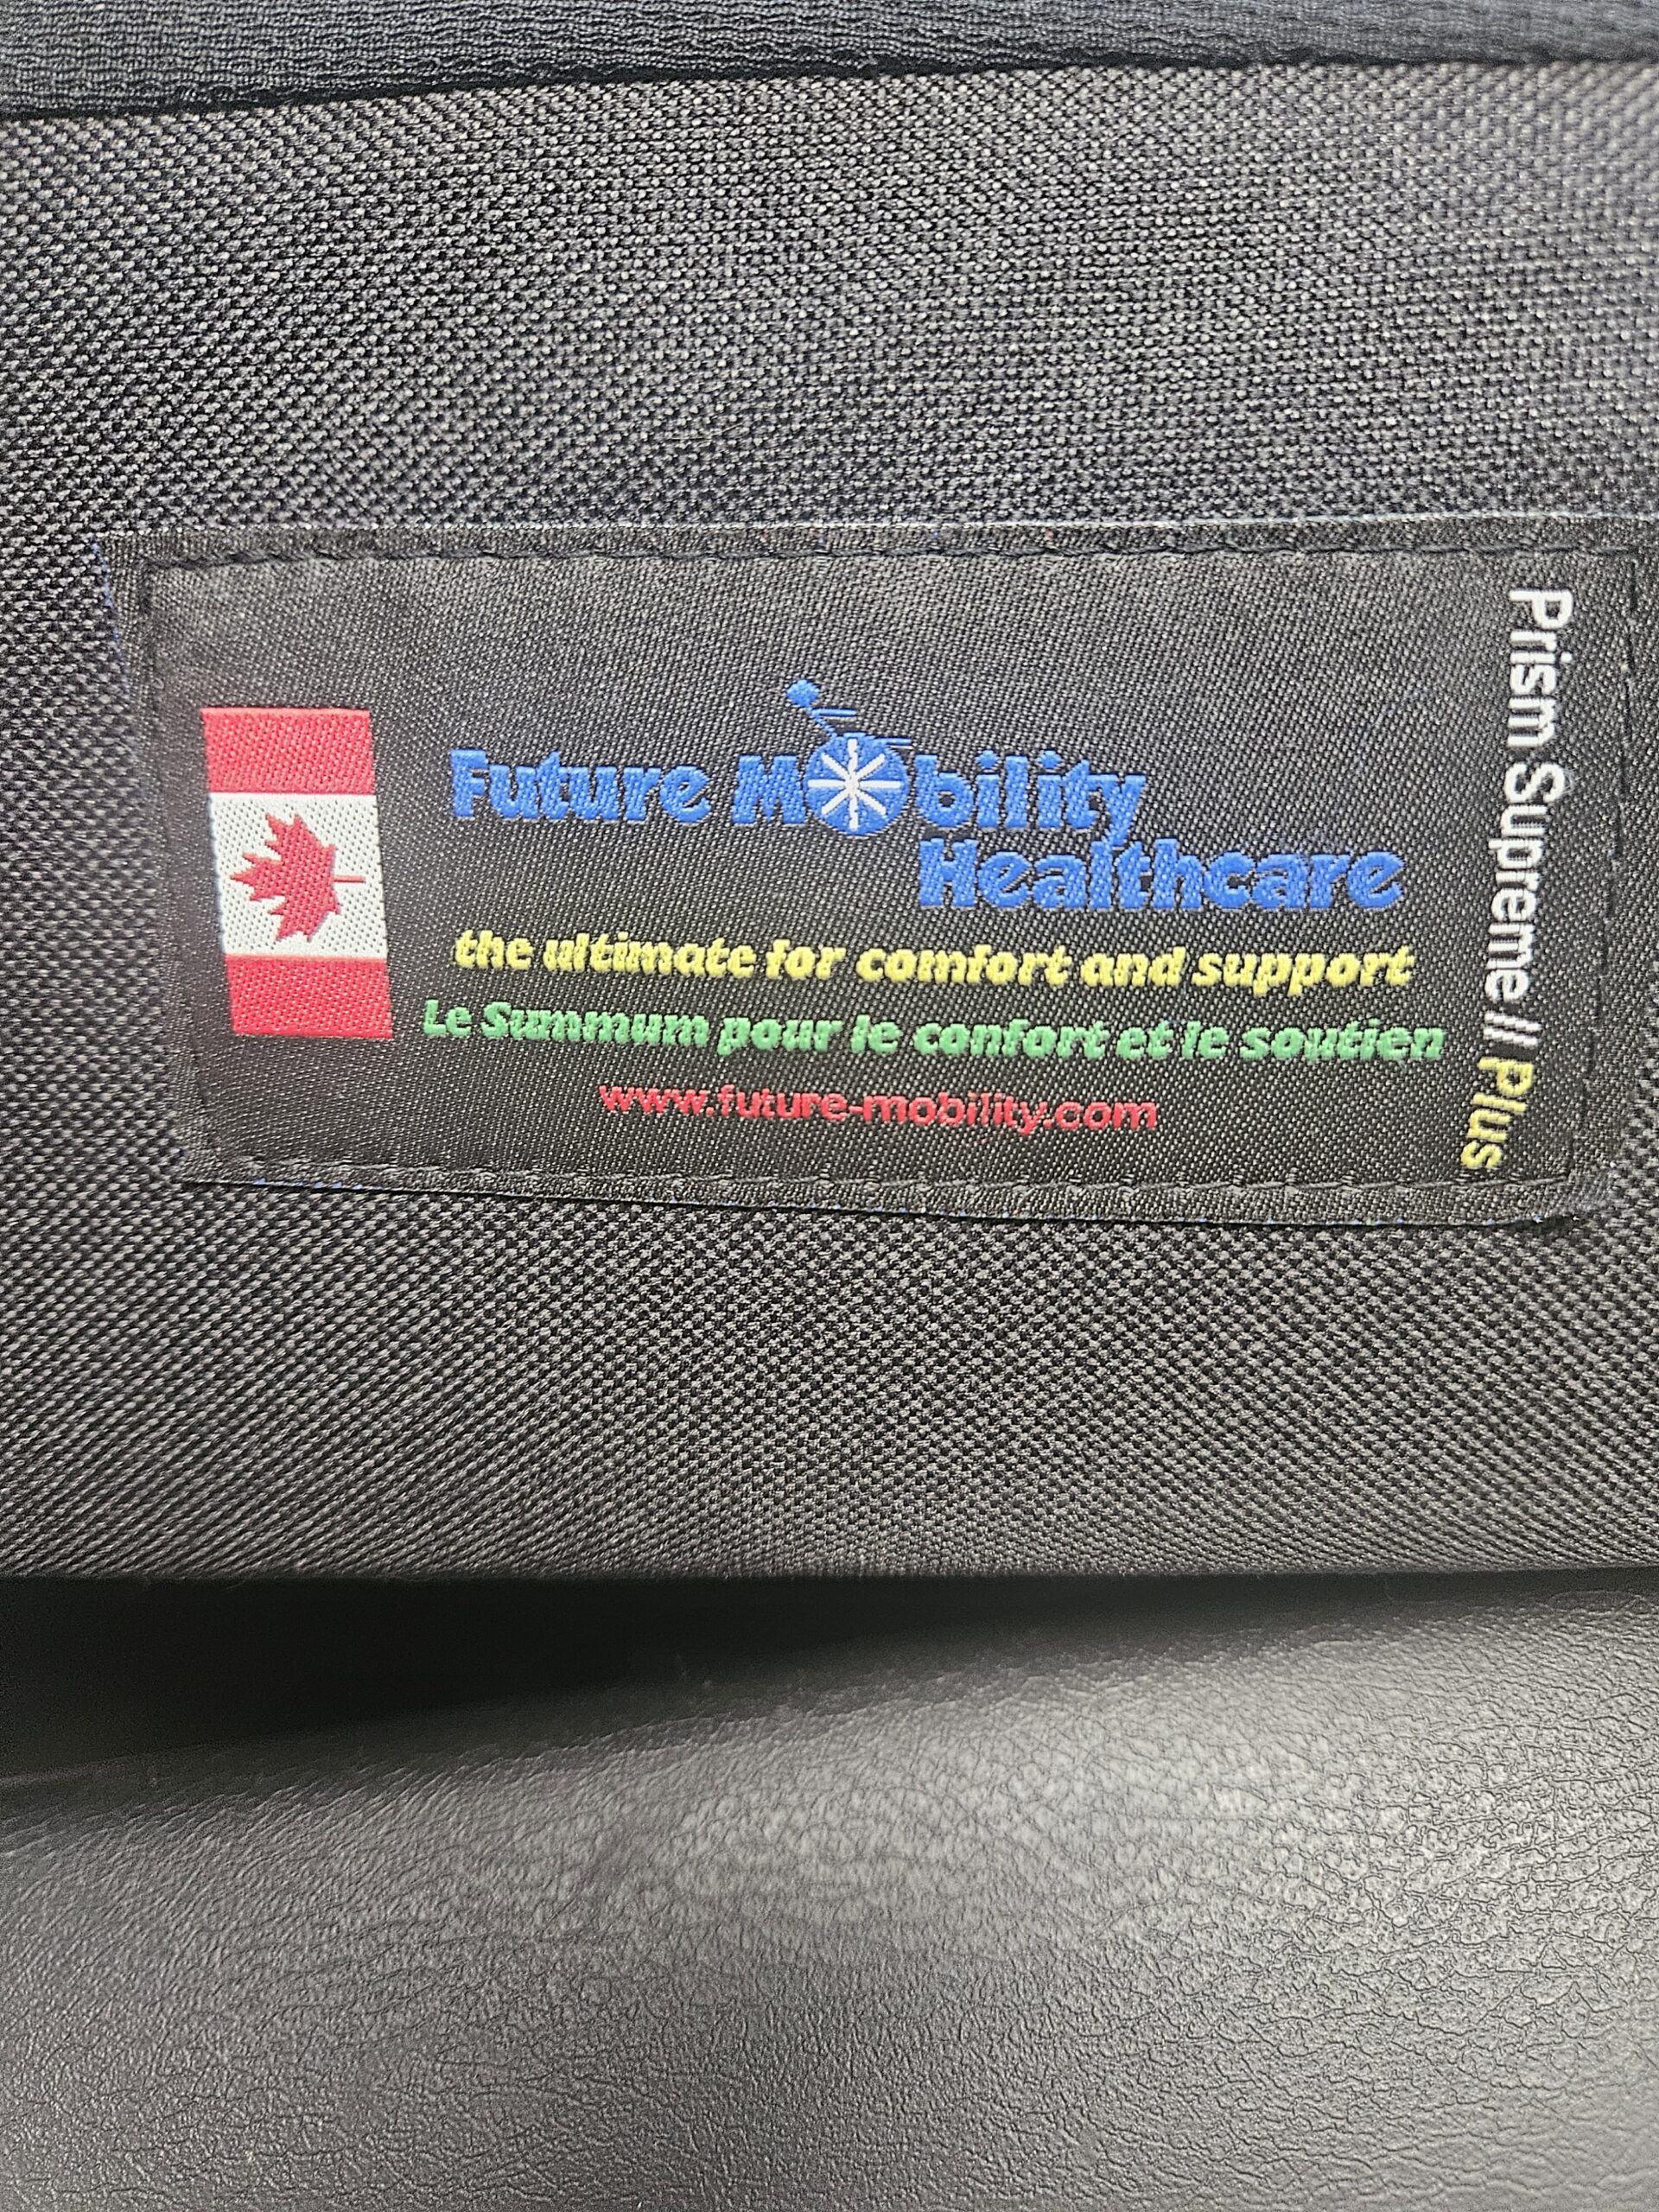 Future Mobility
Healthcare
the ultimate for comfort and support
Le Summum pour le confort et le soutien
www.future-mobility.com
Prism Supreme II Plus